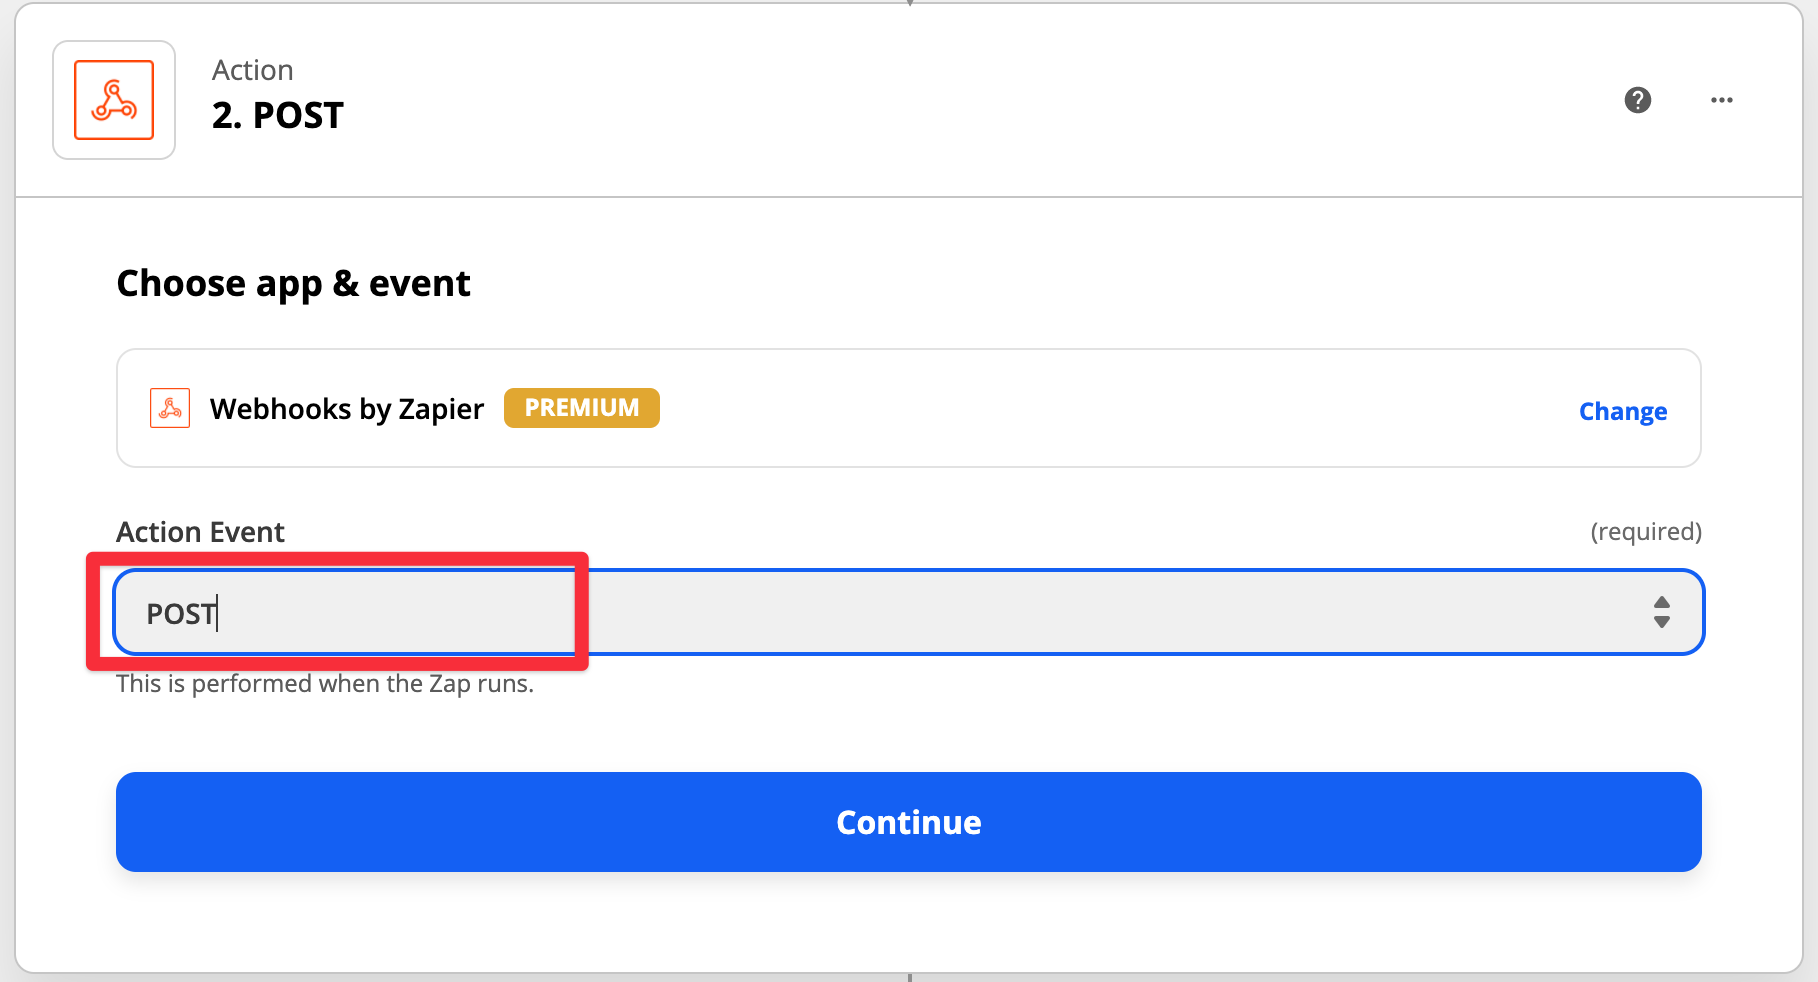 Action
2. POST
Choose app & event
Webhooks by Zapier PREMIUM Change
Action Event (required)
POST
This is performed when the Zap runs.
Continue